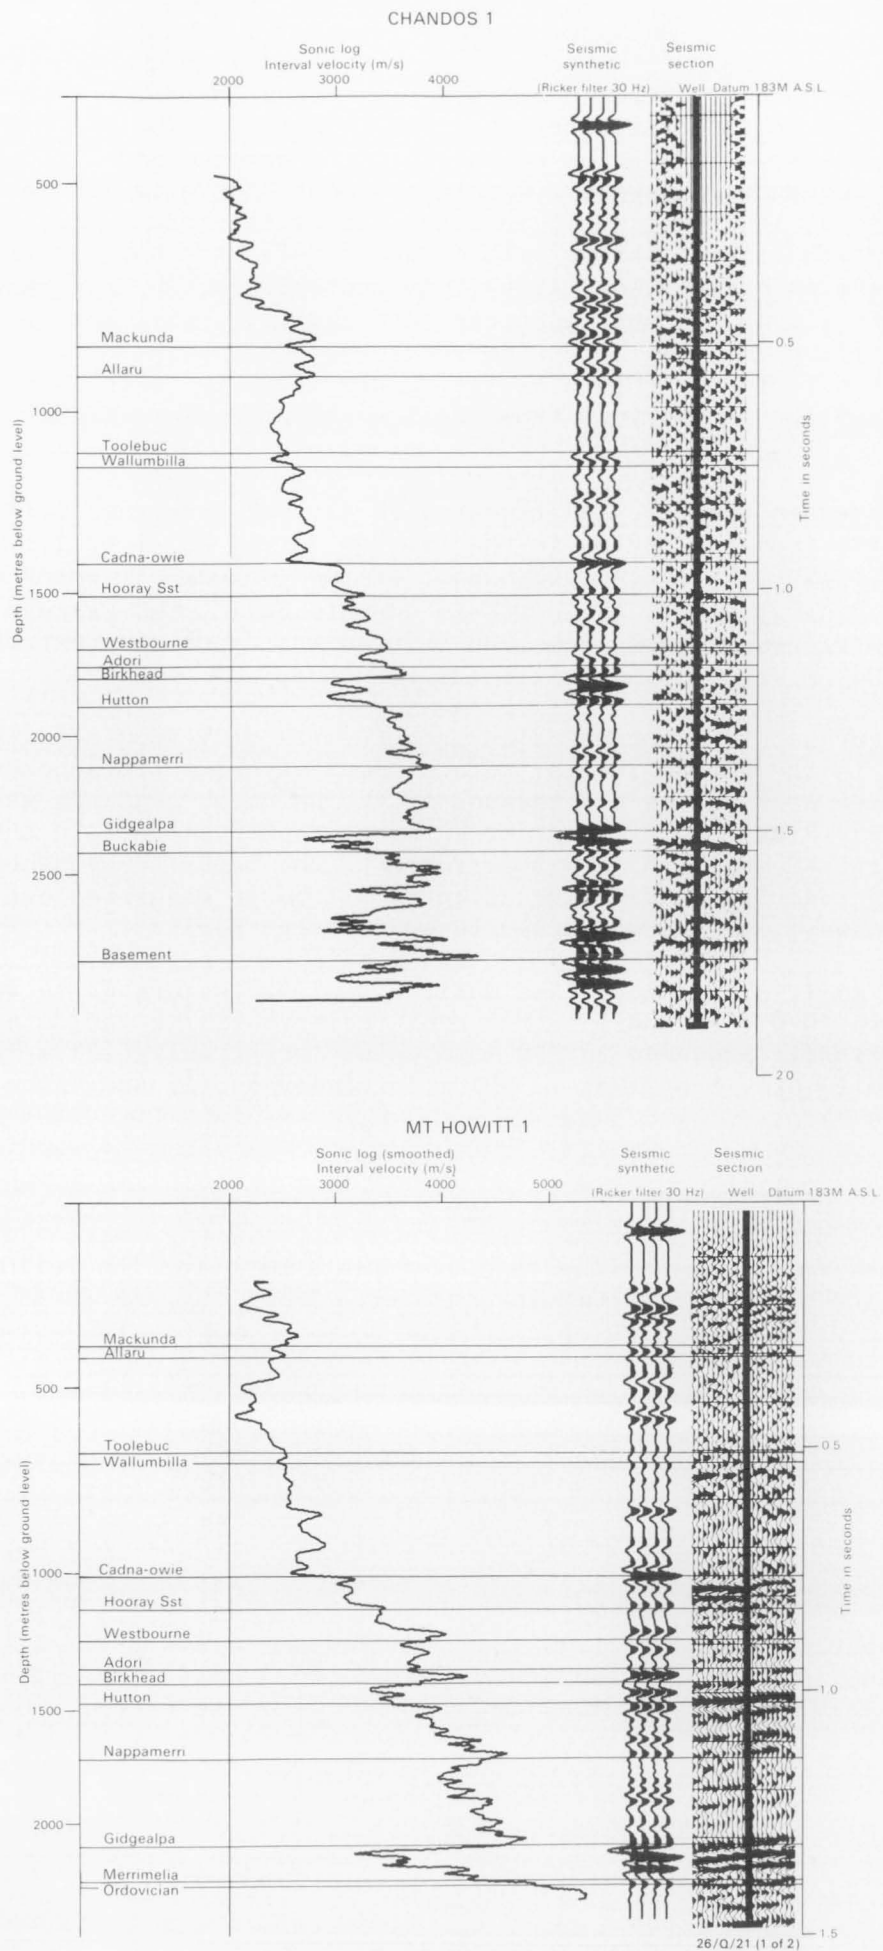 CHANDOS 1
Sonic log
Interval velocity (m/s)
2000 3000 4000
Seismic
synthetic
(Ricker filter 30 Hz)
Seismic
section
Well Datum 183M A.S.L.
Depth (metres below ground level)
500
1000
1500
2000
2500
Mackunda
Allaru
Toolebuc
Wallumbilla
Cadna-owie
Hooray Sst
Westbourne
Adori
Birkhead
Hutton
Nappamerri
Gidgealpa
Buckabie
Basement
0.5
1.0
1.5
2.0
Time in seconds
MT HOWITT 1
Sonic log (smoothed)
Interval velocity (m/s)
2000 3000 4000 5000
Seismic
synthetic
(Ricker filter 30 Hz)
Seismic
section
Well Datum 183M A.S.L.
Depth (metres below ground level)
500
1000
1500
2000
Mackunda
Allaru
Toolebuc
Wallumbilla
Cadna-owie
Hooray Sst
Westbourne
Adori
Birkhead
Hutton
Nappamerri
Gidgealpa
Merrimelia
Ordovician
0.5
1.0
1.5
Time in seconds
26/Q/21 (1 of 2)